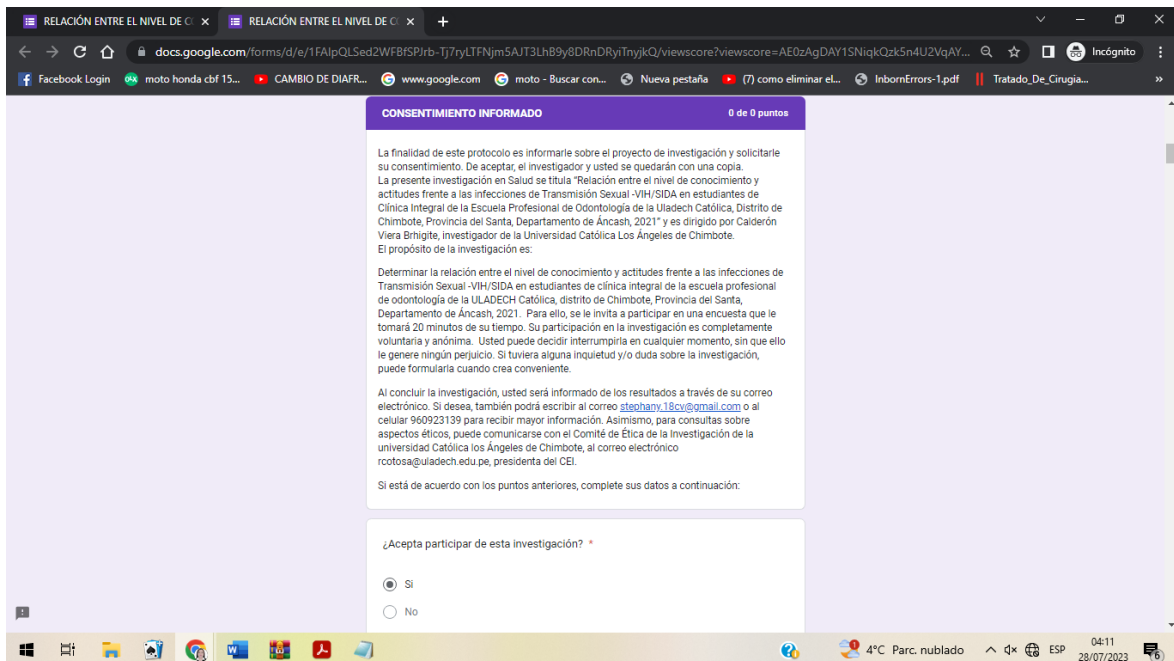 RELACIÓN ENTRE EL NIVEL DE CO
RELACIÓN ENTRE EL NIVEL DE CO
docs.google.com/forms/d/e/1FAIpQLSed2WFBfSPJrb-Tj7ryLTFNjm5AJT3LhB9y8DRnDRyiTnyjkQ/viewscore?viewscore=AE0zAgDAY1SNiqkQzk5n4U2VqAY...
Incógnito
Facebook Login
moto honda cbf 15...
CAMBIO DE DIAFR...
www.google.com
moto - Buscar con...
Nueva pestaña
(7) como eliminar el...
InbornErrors-1.pdf
Tratado_De_Cirugia...
»
CONSENTIMIENTO INFORMADO 0 de 0 puntos
La finalidad de este protocolo es informarle sobre el proyecto de investigación y solicitarle
su consentimiento. De aceptar, el investigador y usted se quedarán con una copia.
La presente investigación en Salud se titula "Relación entre el nivel de conocimiento y
actitudes frente a las infecciones de Transmisión Sexual -VIH/SIDA en estudiantes de
Clínica Integral de la Escuela Profesional de Odontología de la Uladech Católica, Distrito de
Chimbote, Provincia del Santa, Departamento de Áncash, 2021" y es dirigido por Calderón
Viera Brhigite, investigador de la Universidad Católica Los Ángeles de Chimbote.
El propósito de la investigación es:
Determinar la relación entre el nivel de conocimiento y actitudes frente a las infecciones de
Transmisión Sexual -VIH/SIDA en estudiantes de clínica integral de la escuela profesional
de odontología de la ULADECH Católica, distrito de Chimbote, Provincia del Santa,
Departamento de Áncash, 2021. Para ello, se le invita a participar en una encuesta que le
tomará 20 minutos de su tiempo. Su participación en la investigación es completamente
voluntaria y anónima. Usted puede decidir interrumpirla en cualquier momento, sin que ello
le genere ningún perjuicio. Si tuviera alguna inquietud y/o duda sobre la investigación,
puede formularla cuando crea conveniente.
Al concluir la investigación, usted será informado de los resultados a través de su correo
electrónico. Si desea, también podrá escribir al correo stephany.18cv@gmail.com o al
celular 960923139 para recibir mayor información. Asimismo, para consultas sobre
aspectos éticos, puede comunicarse con el Comité de Ética de la Investigación de la
universidad Católica los Ángeles de Chimbote, al correo electrónico
rcotosa@uladech.edu.pe, presidenta del CEI.
Si está de acuerdo con los puntos anteriores, complete sus datos a continuación:
¿Acepta participar de esta investigación? *
Si
No
4°C Parc. nublado
ESP
04:11
28/07/2023
6